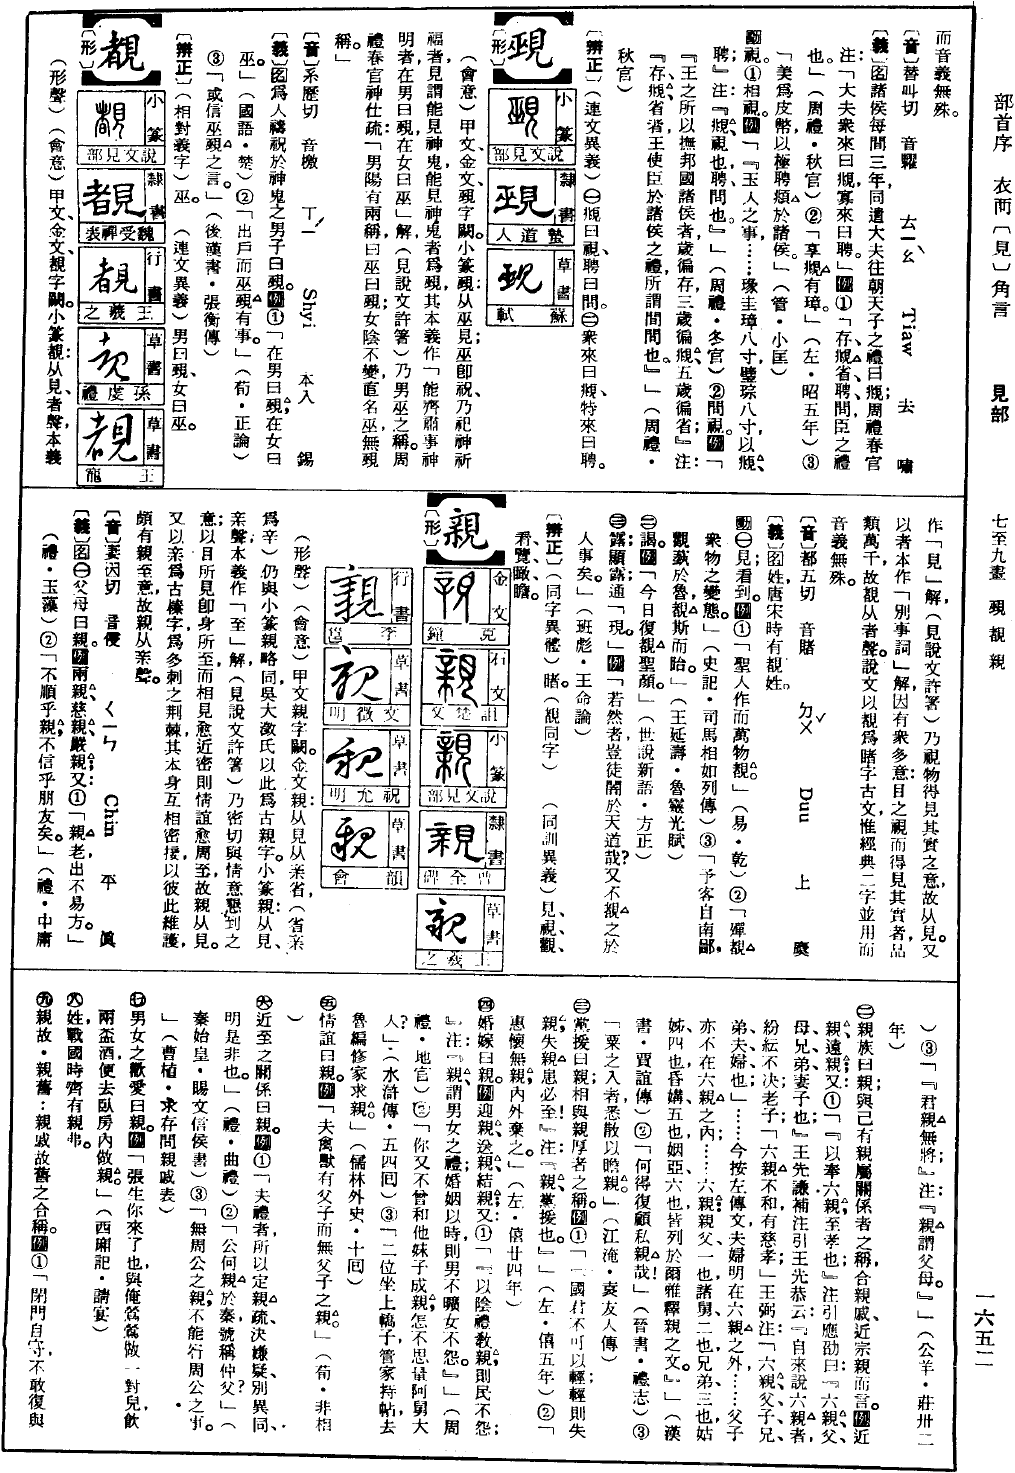 部首序　衣而〔見〕角言　見部　七至九畫　覡覩親　一六五二
而音義無殊。
〔音〕替叫切　音糶　ㄊㄧㄠˋ　Tiaw　去　嘯
〔義〕名諸侯每間三年同遣大夫往朝天子之禮曰覜周禮春官
注：「大夫衆來曰覜寡來曰聘。」例①「存覜省聘問臣之禮
也。」（周禮・秋官）②「享覜有璋。」（左・昭五年）③
「美爲皮幣以極聘覜於諸侯。」（管・小匡）
動視。①相視。例「『玉人之事……瑑圭璋八寸，璧琮八寸，以覜、
聘』注『覜視也聘問也。』」（周禮・冬官）②間視。例「
『王之所以撫邦國諸侯者歲偏存三歲徧覜五歲徧省』注：
『存覜省者王使臣於諸侯之禮所謂間問也。』」（周禮・
秋官）
〔辨正〕（連文異義）㊀覜曰視、聘曰問。㊁衆來曰覜，特來曰聘。
覡
〔形〕
小篆　說文見部
隸書　螫道人
草書　蘇軾
（會意）甲文金文覡字闕。小篆覡：从巫見；巫卽祝，乃祀神祈
福者見謂能見神鬼能見神鬼者爲覡，其本義作「能齊肅事神
明者在男曰覡，在女曰巫」解（見說文許箸）乃男巫之稱。周
禮春官神仕疏：「男陽有兩稱曰巫曰覡；女陰不變直名巫無覡
稱。」
〔音〕系歷切　音檄　ㄒㄧˊ　Shyi　本入　錫
〔義〕名爲人禱祝於神鬼之男子曰覡。例①「在男曰覡；在女曰
巫。」（國語・楚）②「出戶而巫覡有事。」（荀・正論）
③「或信巫覡之言。」（後漢書・張衡傳）
〔辨正〕（相對義字）巫。　（連文異義）男曰覡，女曰巫。
覩
〔形〕
小篆　說文見部
隸書　魏受禪表
行書　王羲之
草書　孫虔禮
草書　王寵
（形聲）（會意）甲文、金文覩字闕。小篆覩从見，者聲，本義
作「見」解，（見說文許箸）乃視物得見其實之意，故从見。又
以者本作「別事詞」解因有衆多意；目之視而得見其實者品
類萬千，故覩从者聲。說文以覩爲睹字古文，惟經典二字並用而
音義無殊。
〔音〕都五切　音賭　ㄉㄨˇ　Duu　上　麌
〔義〕名姓唐宋時有覩姓。
動㊀見看到。例①「聖人作而萬物覩。」（易・乾）②「殫覩
衆物之變態。」（史記・司馬相如列傳）③「予客自南鄙，
觀蓺於魯，覩斯而眙。」（王延壽・魯靈光賦）
㊁謁。例「今日復覩聖顏。」（世說新語・方正）
㊂露顯露通「現。」例「若然者豈徒闇於天道哉？又不覩之於
人事矣。」（班彪・王命論）
〔辨正〕（同字異體）睹（覩同字）　（同訓異義）見、視、觀、
看、覽、瞰、瞻。
親
〔形〕
金文　克鐘
石文　詛楚文
小篆　說文見部
隸書　曹全碑
草書　王羲之
行書　李邕
草書　文徵明
草書　祝允明
草書　韻會
（形聲）（會意）甲文親字闕。金文親：从見从亲省，（省亲
爲辛）仍與小篆親略同。吳大澂氏以此爲古親字。小篆親：从見、
亲聲，本義作「至」解，（見說文許箸）乃密切與情意懇到之
意；以目所見卽身所至，而相見愈近密則情誼愈周至，故親从見。
又以亲爲古榛字，爲多刺之荆棘，其本身互相密接以彼此維護，
頗有親至意，故親从亲聲。
〔音〕妻因切　音侵　ㄑㄧㄣ　Chin　平　眞
〔義〕名㊀父母曰親。例兩親，慈親，嚴親；又：①「親老，出不易方。」
（禮・玉藻）②「不順乎親，不信乎朋友矣。」（禮・中庸
）③「『君親無將』注：『親謂父母。』」（公羊・莊卅二
年）
㊁親族曰親；與己有親屬關係者之稱，合親戚近宗親而言。例近
親，遠親；又：①「『以奉六親，至孝也』注引應劭曰：『六親，父、
母、兄、弟、妻、子也。』王先謙補注引王先恭云：『自來說六親者，
紛紜不決，老子：「六親不和有慈孝」王弼注：「六親，父子、兄
弟、夫婦也」……今按左傳文夫婦明在六親之外，……父子
亦不在六親之內；……六親：親父一也，諸舅二也，兄弟三也，姑
姊四也，昏媾五也，姻亞六也，皆列於爾雅釋親之文。』」（漢
書・賈誼傳）②「何得復顧私親哉！」（晉書・禮志）③
「粟之入者，悉散以贍親。」（江淹・袁友人傳）
㊂黨援曰親；相與親厚者之稱。例①「『國君不可以輕，輕則失
親；失親，患必至』注『親，黨援也。』」（左・僖五年）②「
惠懷無親，外內棄之。」（左・僖廿四年）
㊃婚嫁曰親。例迎親，送親，結親；又：①「『以陰禮敎親，則民不怨；
』注：『親謂男女之禮，婚姻以時，則男不曠，女不怨。』」（周
禮・地官）②「你又不曾和他妹子成親，怎不思量阿舅大
人？」（水滸傳・五四囘）③「二位坐上轎子，管家持帖去
魯編修家求親。」（儒林外史・十囘）
㊄情誼曰親。例「夫禽獸有父子而無父子之親。」（荀・非相
）
㊅近至之關係曰親。例①「夫禮者，所以定親疏，決嫌疑，別異同，
明是非也。」（禮・曲禮）②「公何親於秦，號稱仲父？」（
秦始皇・賜文信侯書）③「無周公之親，不能行周公之事。
」（曹植・求存問親戚表）
㊆男女之歡愛曰親。例「張生你來了也，與俺鶯鶯做一對兒，飮
兩盃酒便去臥房內做親。」（西廂記・請宴）
㊇姓戰國時齊有親弗。
㊈親故・親舊：親戚故舊之合稱。例①「閉門自守，不敢復與